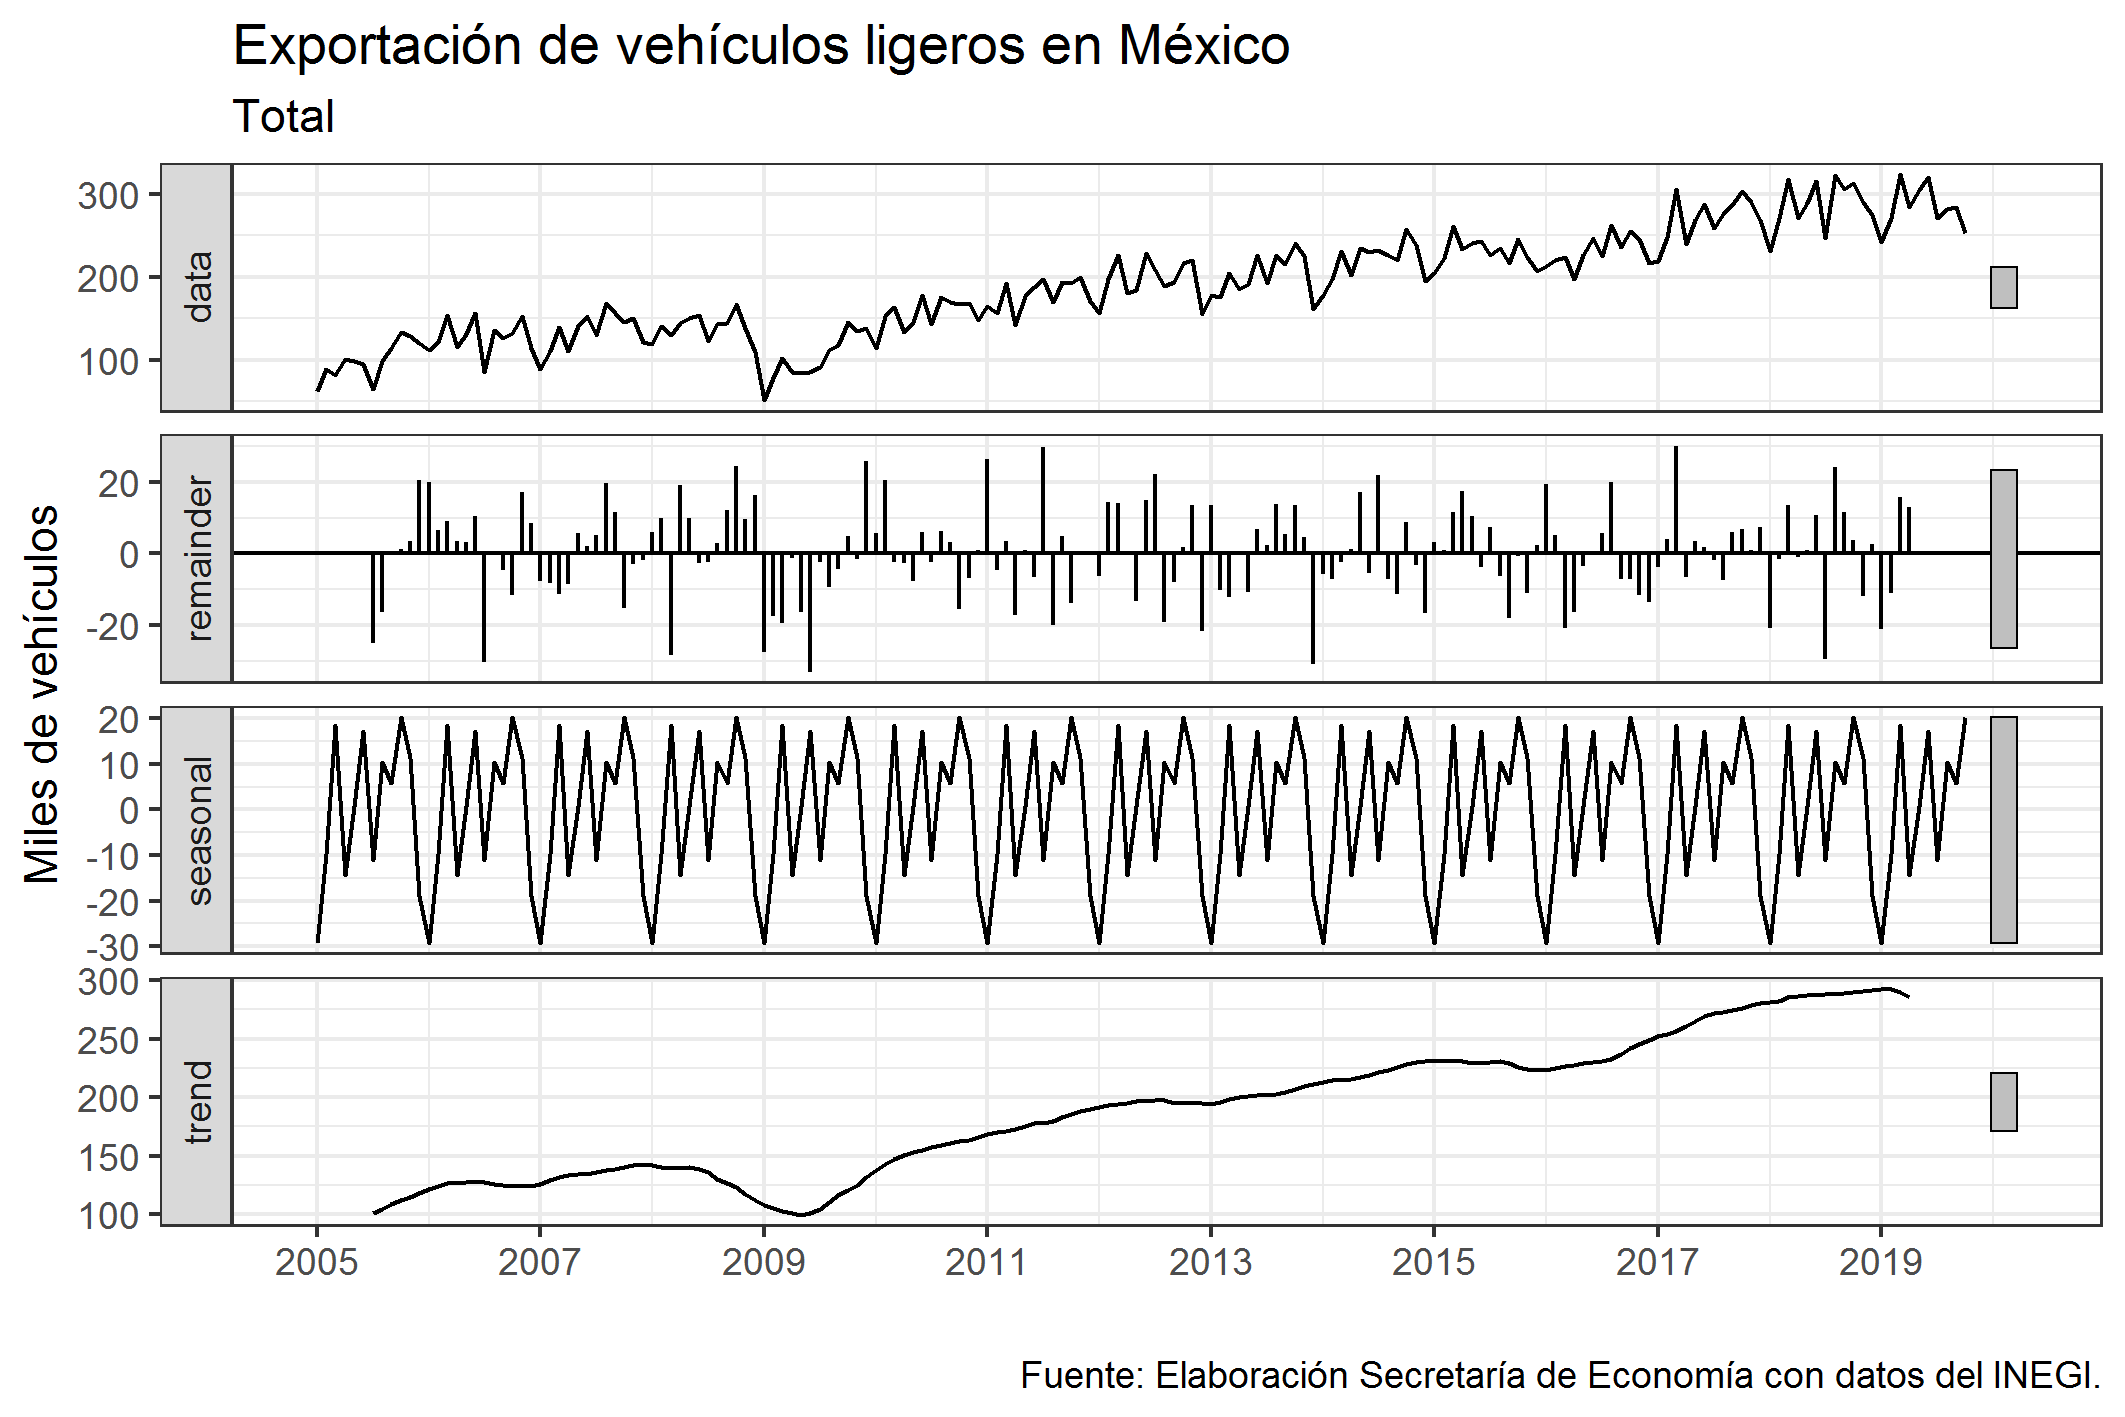 Exportación de vehículos ligeros en México
Total
Miles de vehículos
data
300
200
100
remainder
20
0
-20
seasonal
20
10
0
-10
-20
-30
trend
300
250
200
150
100
2005 2007 2009 2011 2013 2015 2017 2019
Fuente: Elaboración Secretaría de Economía con datos del INEGI.